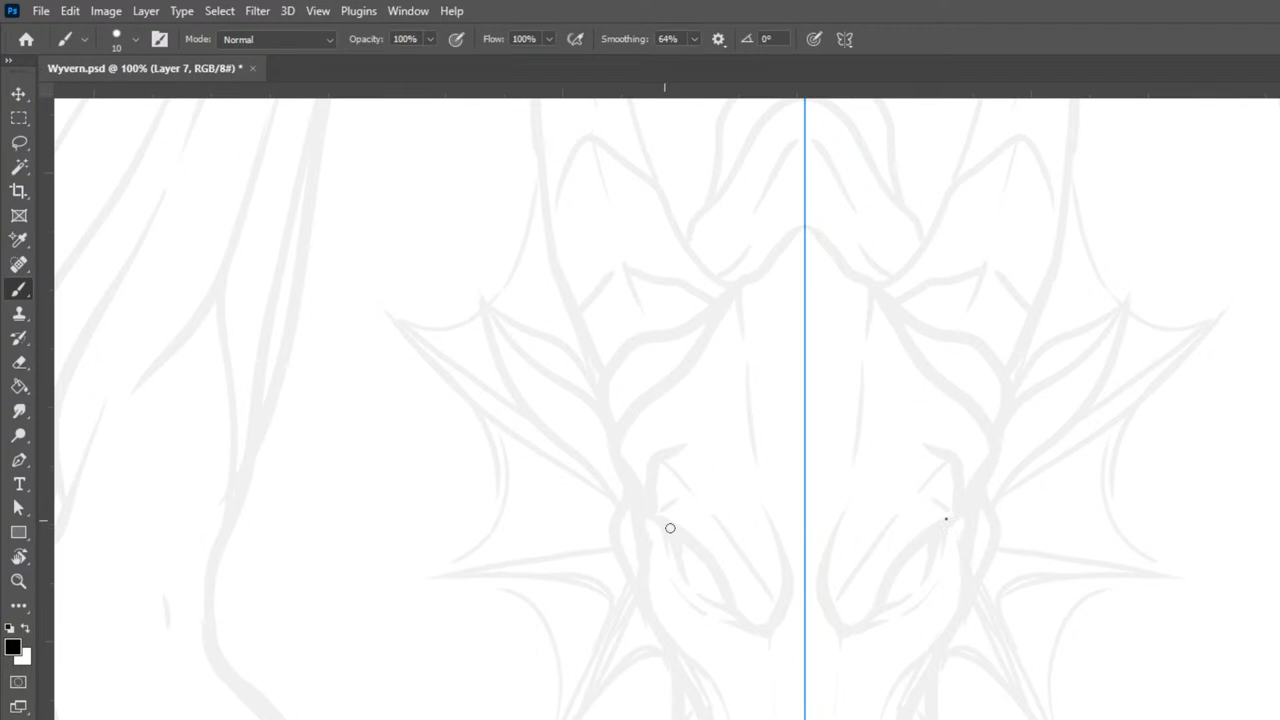 Ps File Edit Image Layer Type Select Filter 3D View Plugins Window Help
10 Mode: Normal Opacity: 100% Flow: 100% Smoothing: 64% 0°
Wyvern.psd @ 100% (Layer 7, RGB/8#) * ×
T